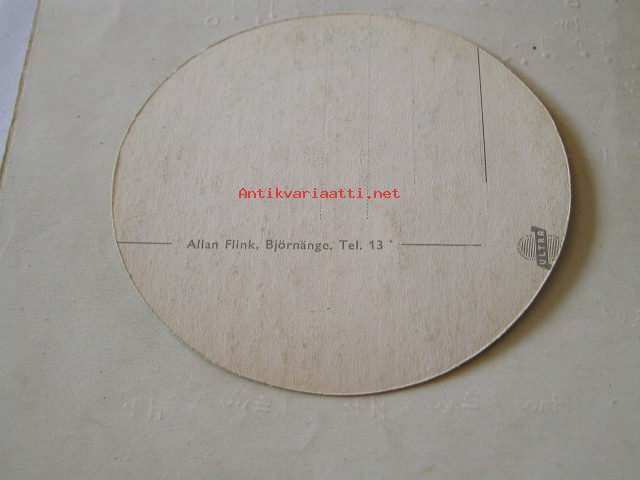 Antikvariaatti.net
Allan Flink. Björnänge. Tel. 13
ULTRA